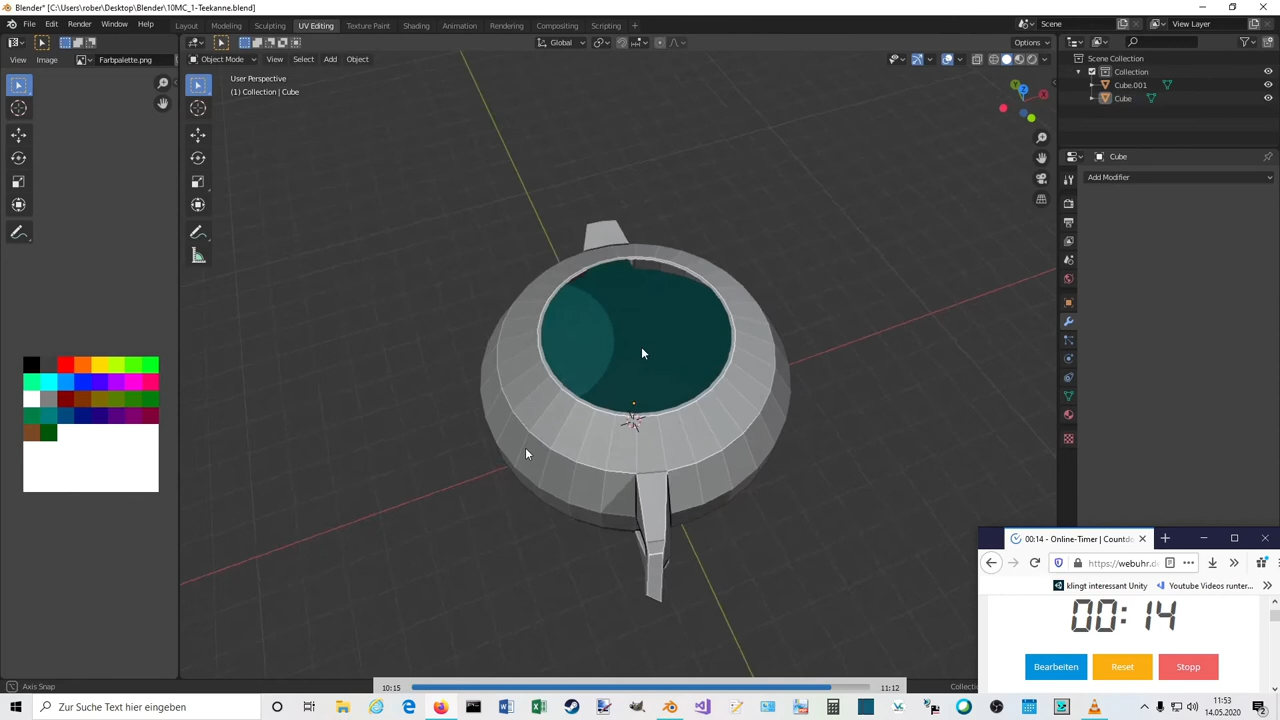 Blender* [C:\Users\rober\Desktop\Blender\10MC_1-Teekanne.blend]
File Edit Render Window Help Layout Modeling Sculpting UV Editing Texture Paint Shading Animation Rendering Compositing Scripting Scene View Layer
Global Options
View Image Farbpalette.png Object Mode View Select Add Object
Scene Collection
Collection
Cube.001
Cube
User Perspective
(1) Collection | Cube
X
Y
Z
Cube
Add Modifier
00:14 - Online-Timer | Countdo
https://webuhr.d
klingt interessant Unity Youtube Videos runter...
00:14
Bearbeiten Reset Stopp
Axis Snap
10:15 11:12
Collection
Zur Suche Text hier eingeben
11:53
14.05.2020
2